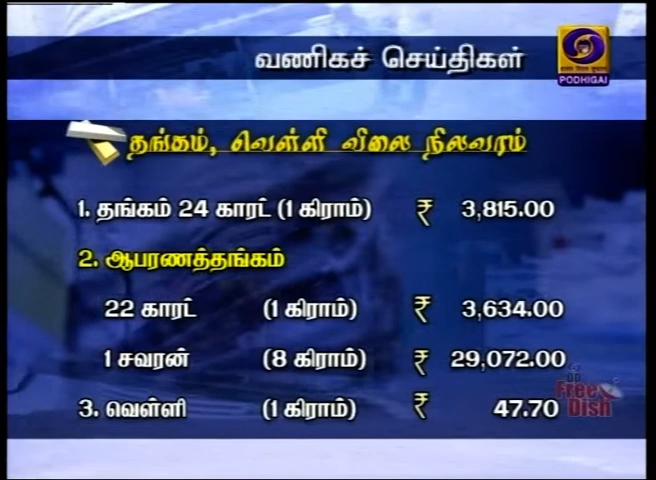 வணிகச் செய்திகள்
PODHIGAI
தங்கம், வெள்ளி விலை நிலவரம்
1. தங்கம் 24 காரட் (1 கிராம்) ₹ 3,815.00
2. ஆபரணத்தங்கம்
22 காரட் (1 கிராம்) ₹ 3,634.00
1 சவரன் (8 கிராம்) ₹ 29,072.00
3. வெள்ளி (1 கிராம்) ₹ 47.70
DD
Free
Dish